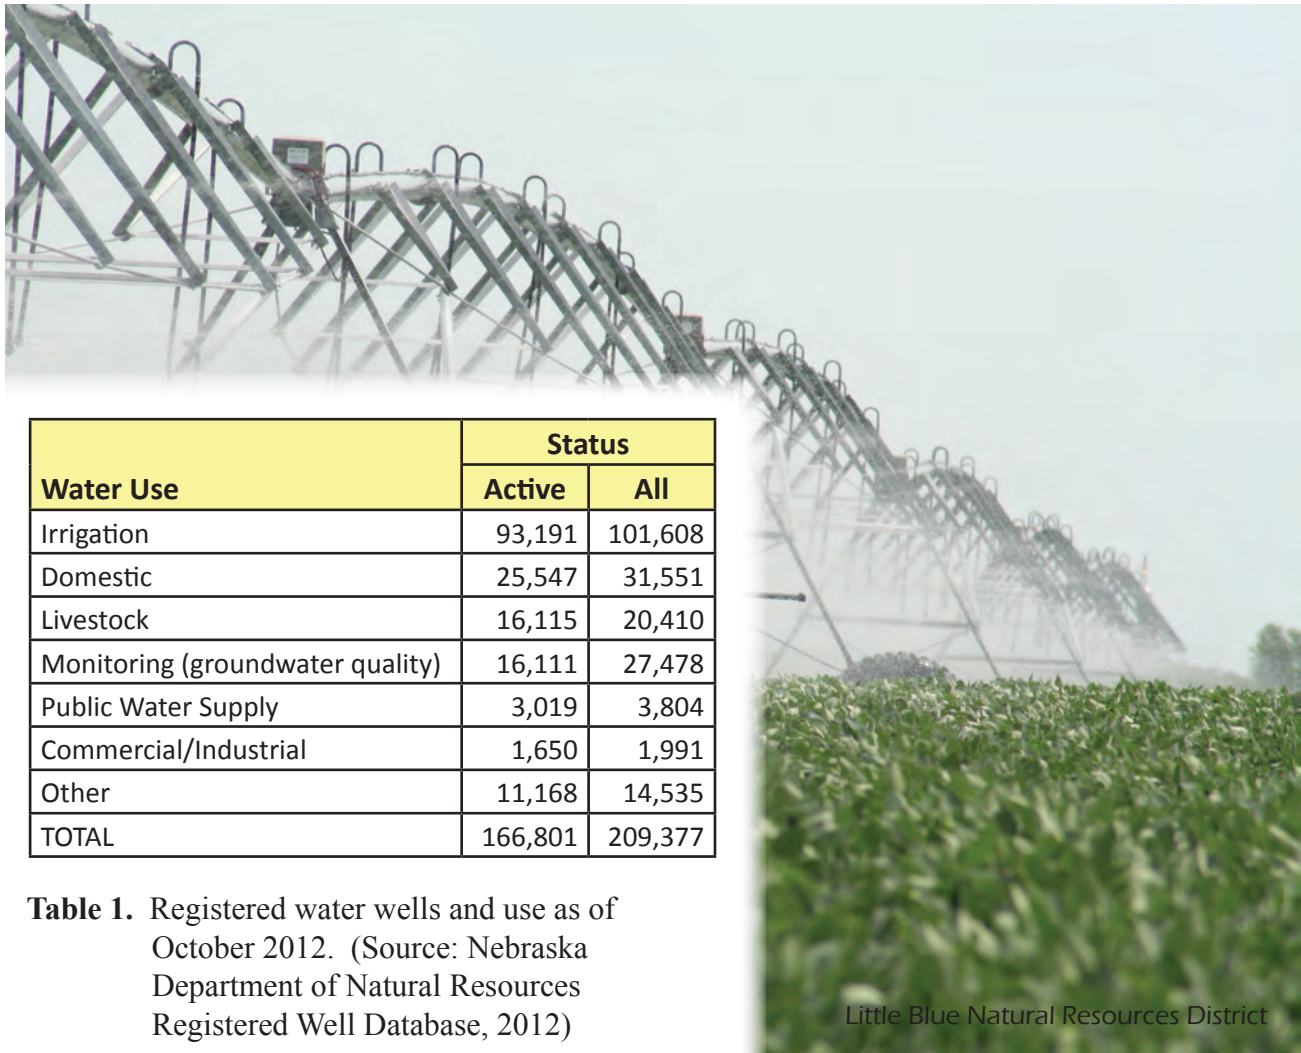 Status
Water Use Active All
Irrigation 93,191 101,608
Domestic 25,547 31,551
Livestock 16,115 20,410
Monitoring (groundwater quality) 16,111 27,478
Public Water Supply 3,019 3,804
Commercial/Industrial 1,650 1,991
Other 11,168 14,535
TOTAL 166,801 209,377
Table 1. Registered water wells and use as of
October 2012. (Source: Nebraska
Department of Natural Resources
Registered Well Database, 2012)
Little Blue Natural Resources District